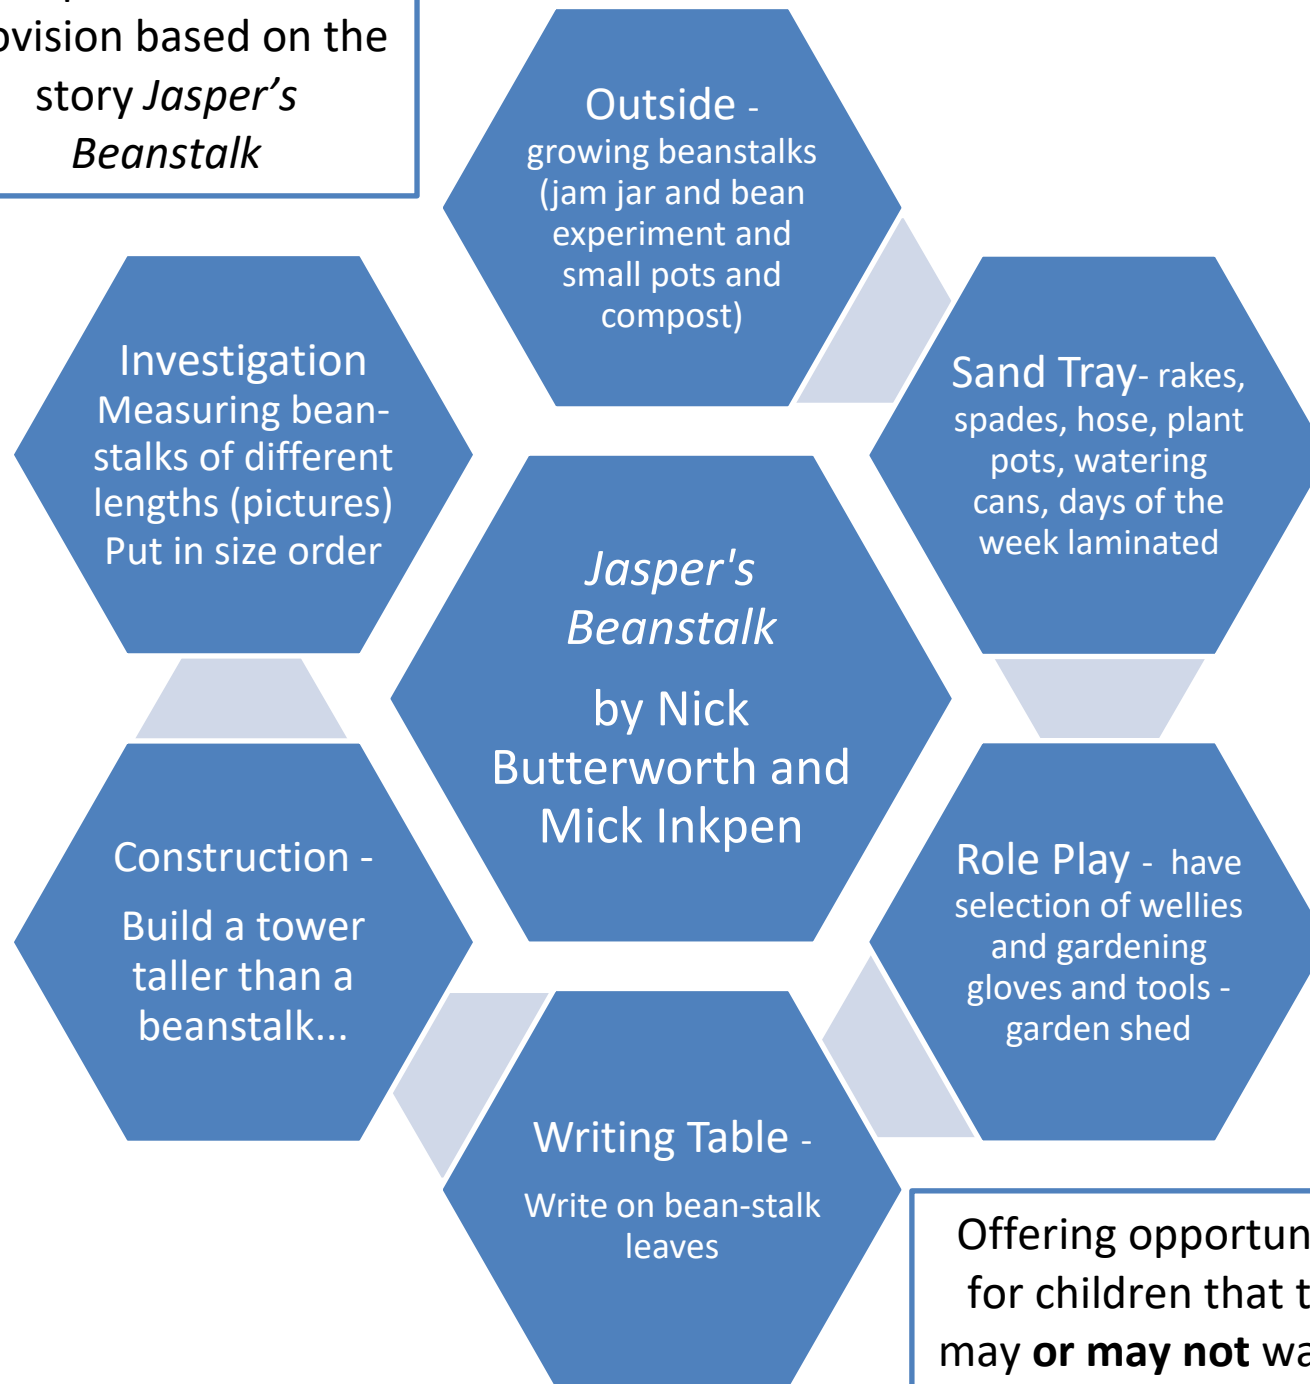 based on the
story Jasper's
Beanstalk
Outside -
growing beanstalks
(jam jar and bean
experiment and
small pots and
compost)
Sand Tray- rakes,
spades, hose, plant
pots, watering
cans, days of the
week laminated
Role Play - have
selection of wellies
and gardening
gloves and tools -
garden shed
Writing Table -
Write on bean-stalk
leaves
Construction -
Build a tower
taller than a
beanstalk...
Investigation
Measuring bean-
stalks of different
lengths (pictures)
Put in size order
Jasper's
Beanstalk
by Nick
Butterworth and
Mick Inkpen
Offering
for children that
may or may not